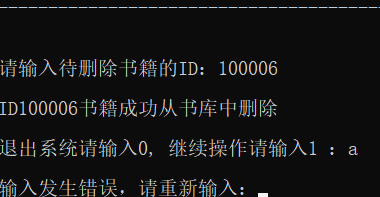 请输入待删除书籍的ID：100006
ID100006书籍成功从书库中删除
退出系统请输入0, 继续操作请输入1 : a
输入发生错误，请重新输入：